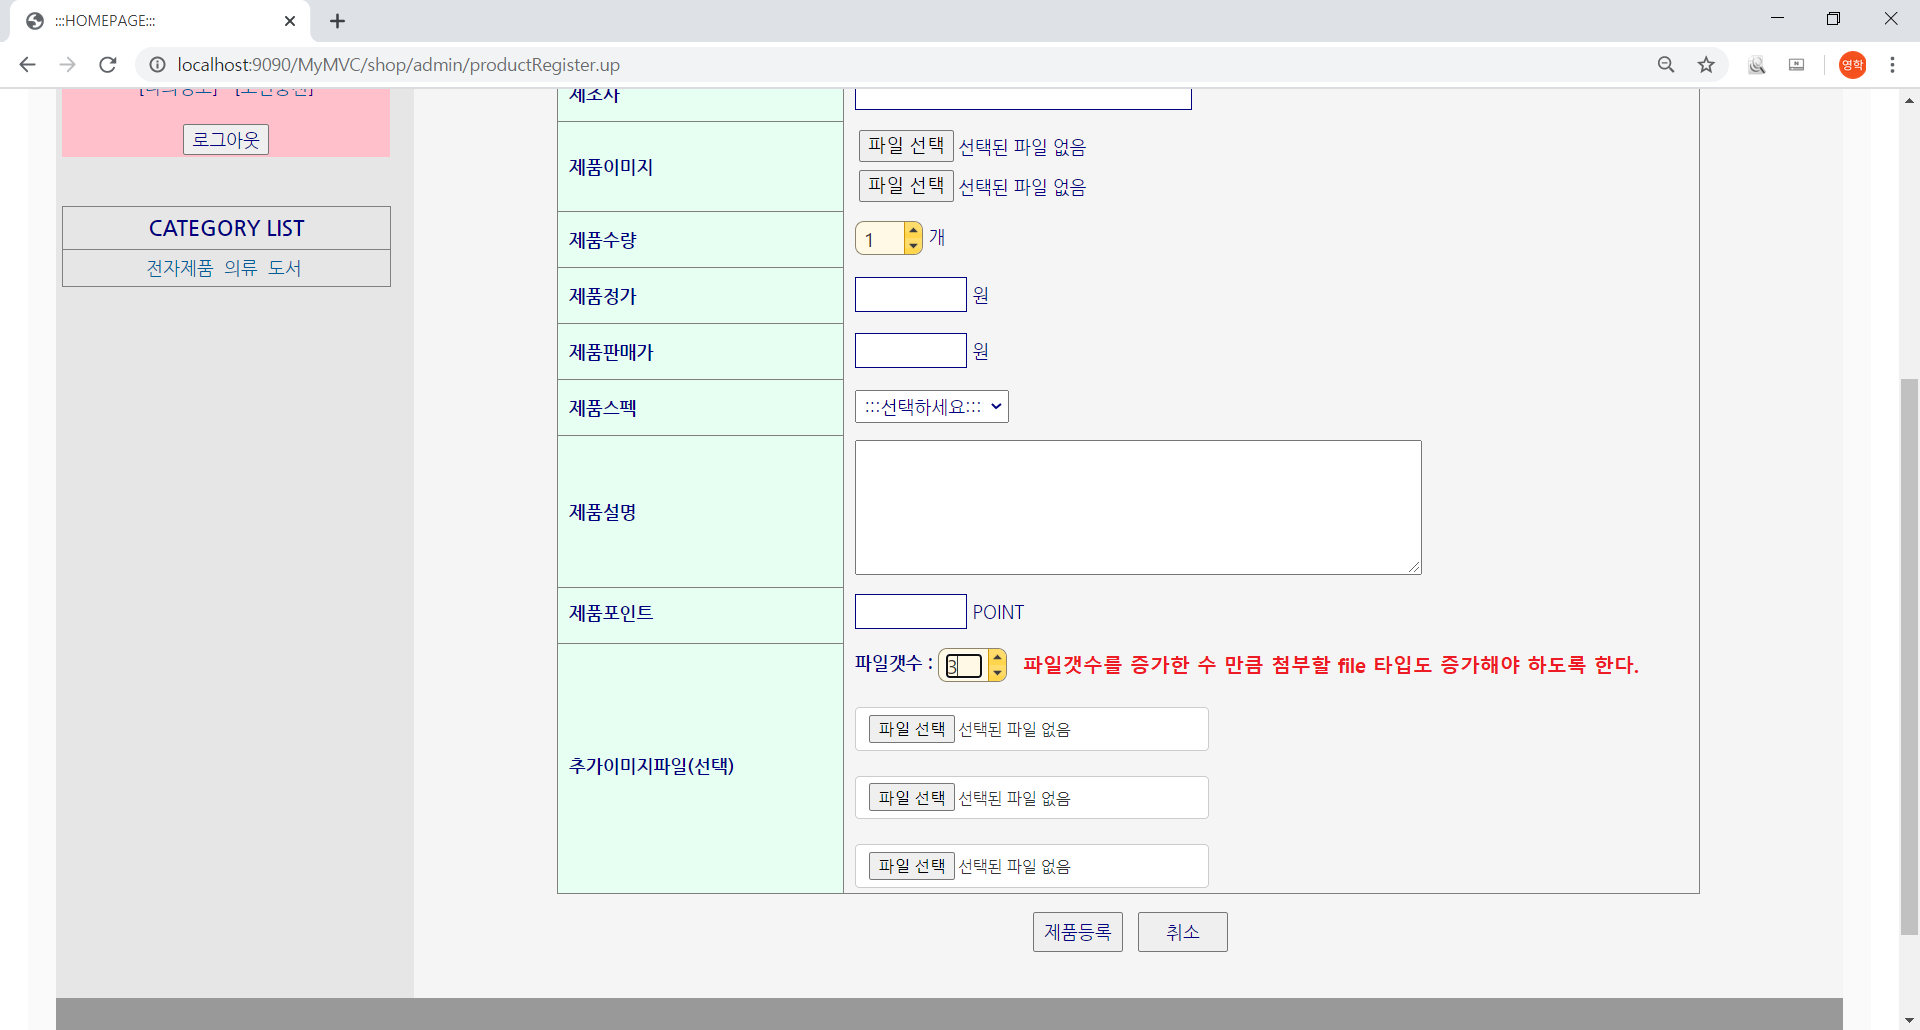 :::HOMEPAGE:::
localhost:9090/MyMVC/shop/admin/productRegister.up
영학
로그아웃
CATEGORY LIST
전자제품 의류 도서
제조사
제품이미지
파일 선택 선택된 파일 없음
파일 선택 선택된 파일 없음
제품수량
1 개
제품정가
원
제품판매가
원
제품스펙
:::선택하세요:::
제품설명
제품포인트
POINT
추가이미지파일(선택)
파일갯수 : 3 파일갯수를 증가한 수 만큼 첨부할 file 타입도 증가해야 하도록 한다.
파일 선택 선택된 파일 없음
파일 선택 선택된 파일 없음
파일 선택 선택된 파일 없음
제품등록 취소